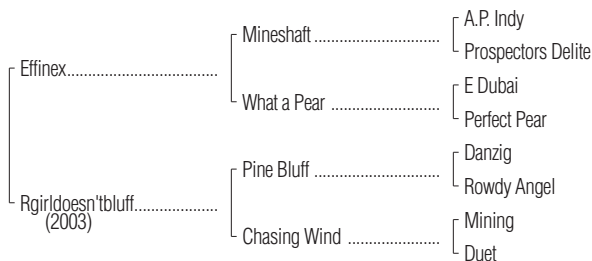 A.P. Indy
Mineshaft ..............................
Prospectors Delite
Effinex.....................................
E Dubai
What a Pear ..........................
Perfect Pear
Danzig
Pine Bluff ..............................
Rowdy Angel
Rgirldoesn'tbluff....................
(2003)
Mining
Chasing Wind ......................
Duet